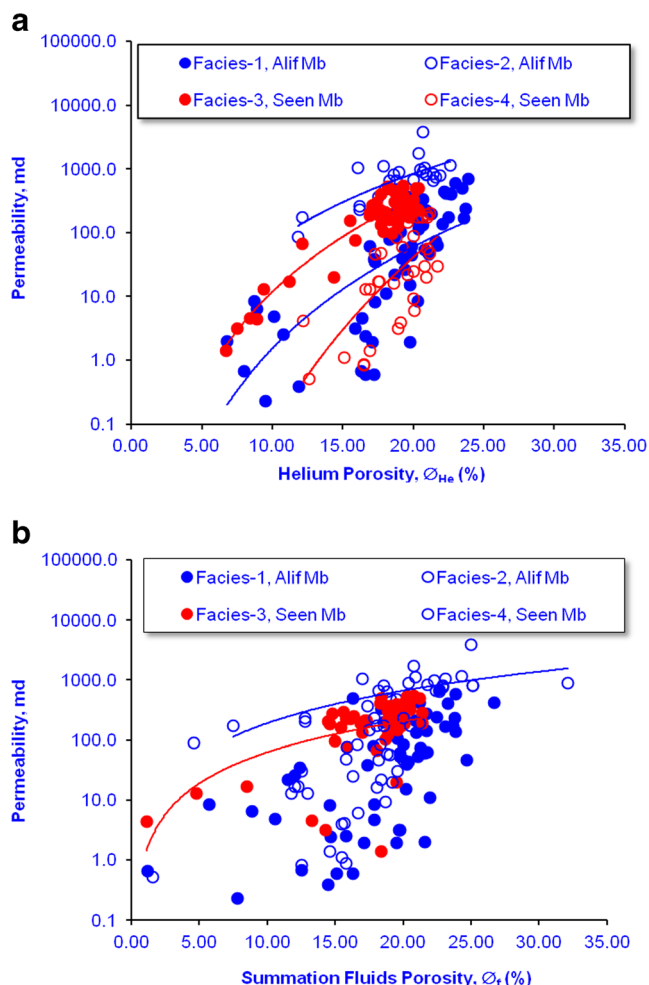 a
100000.0
Facies-1, Alif Mb
Facies-2, Alif Mb
10000.0
Facies-3, Seen Mb
Facies-4, Seen Mb
Permeability, md
1000.0
100.0
10.0
1.0
0.1
0.00 5.00 10.00 15.00 20.00 25.00 30.00 35.00
Helium Porosity, ∅He (%)
b
100000.0
Facies-1, Alif Mb
Facies-2, Alif Mb
10000.0
Facies-3, Seen Mb
Facies-4, Seen Mb
Permeability, md
1000.0
100.0
10.0
1.0
0.1
0.00 5.00 10.00 15.00 20.00 25.00 30.00 35.00
Summation Fluids Porosity, ∅f (%)